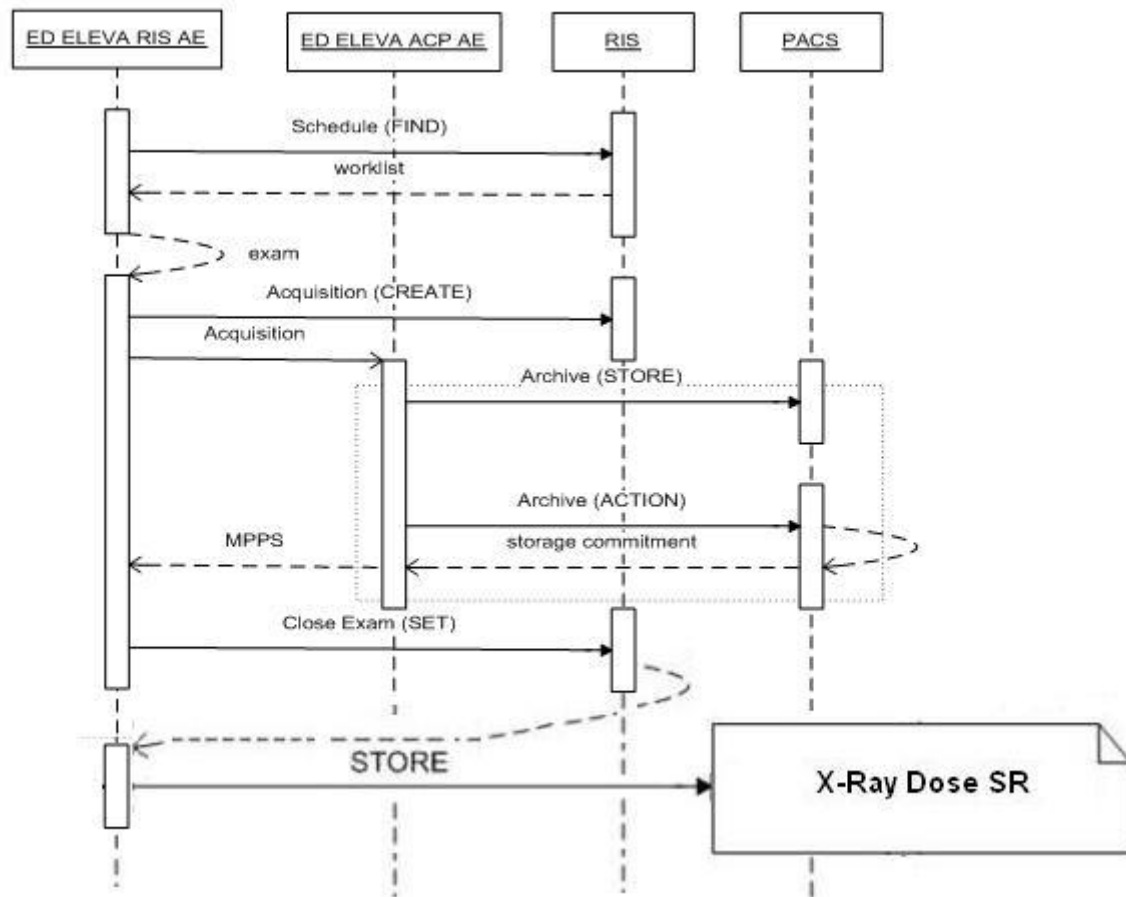 ED ELEVA RIS AE
ED ELEVA ACP AE
RIS
PACS
Schedule (FIND)
worklist
exam
Acquisition (CREATE)
Acquisition
Archive (STORE)
Archive (ACTION)
MPPS
storage commitment
Close Exam (SET)
STORE
X-Ray Dose SR